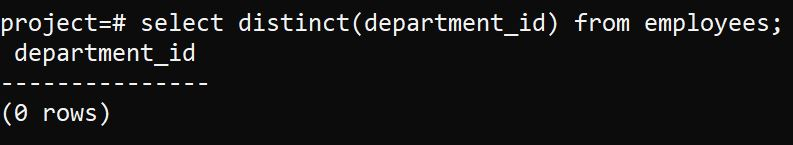 project=# select distinct(department_id) from employees;
 department_id
---------------
(0 rows)